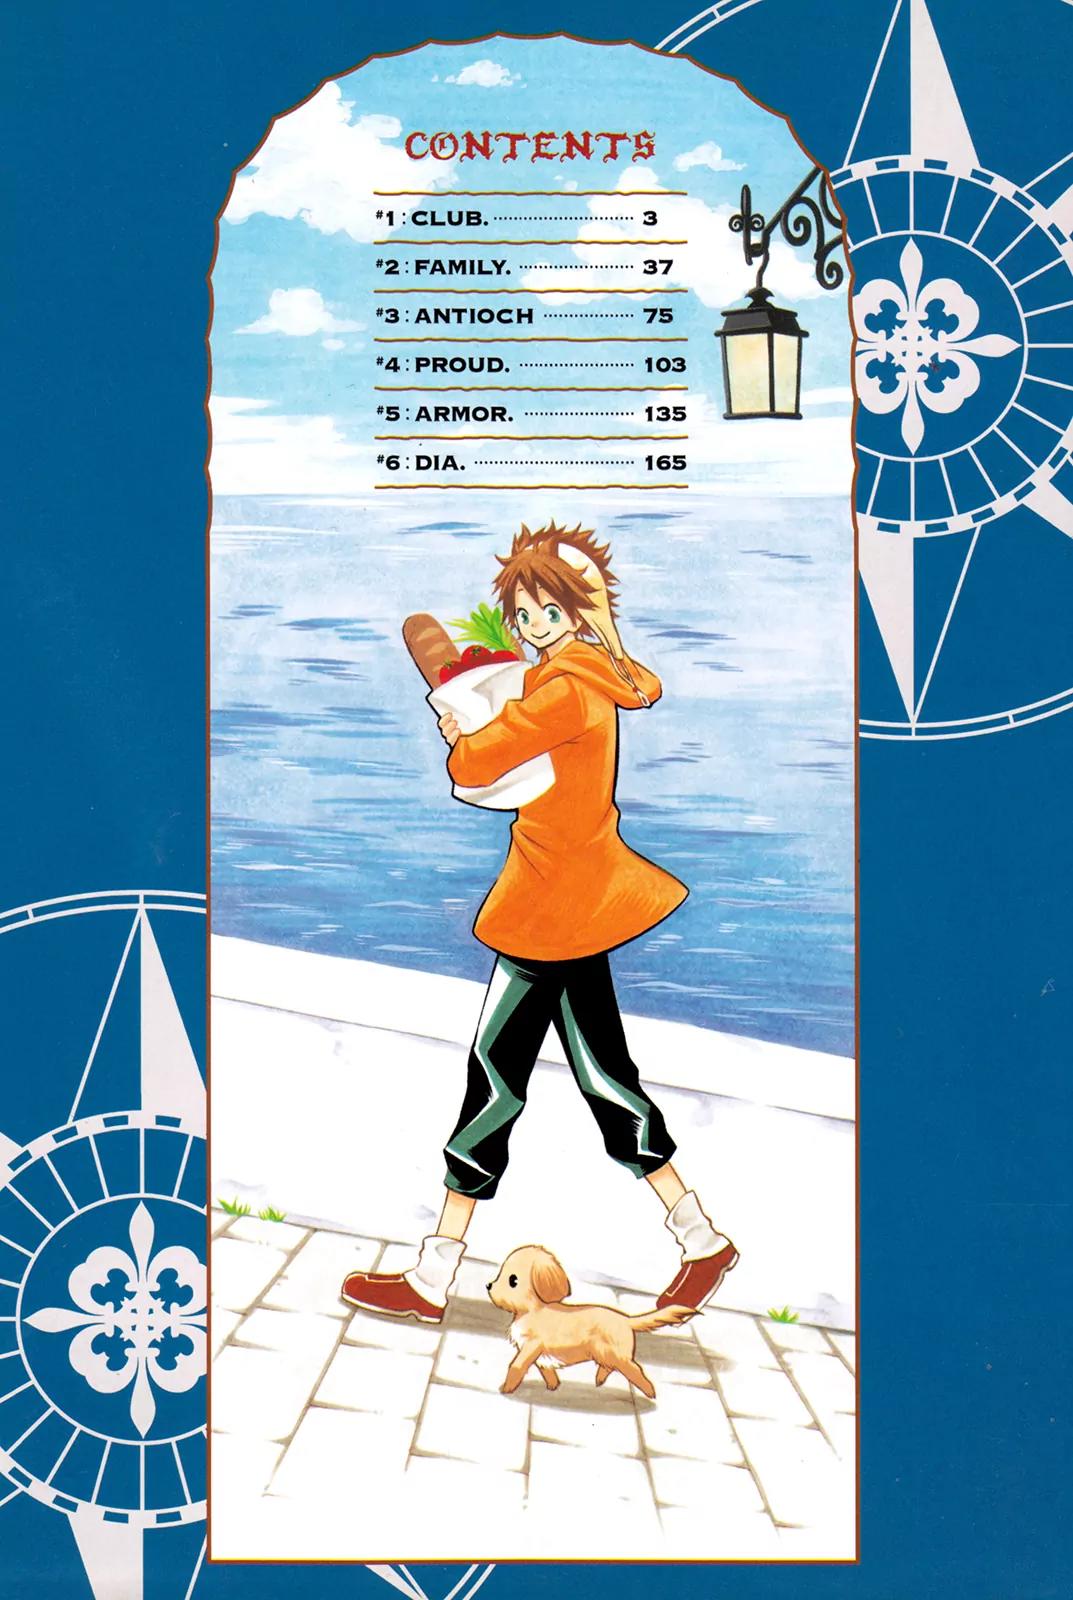 CONTENTS
#1 : CLUB. ........................ 3
#2 : FAMILY. .................... 37
#3 : ANTIOCH ................ 75
#4 : PROUD. .................... 103
#5 : ARMOR. ................... 135
#6 : DIA. ............................ 165